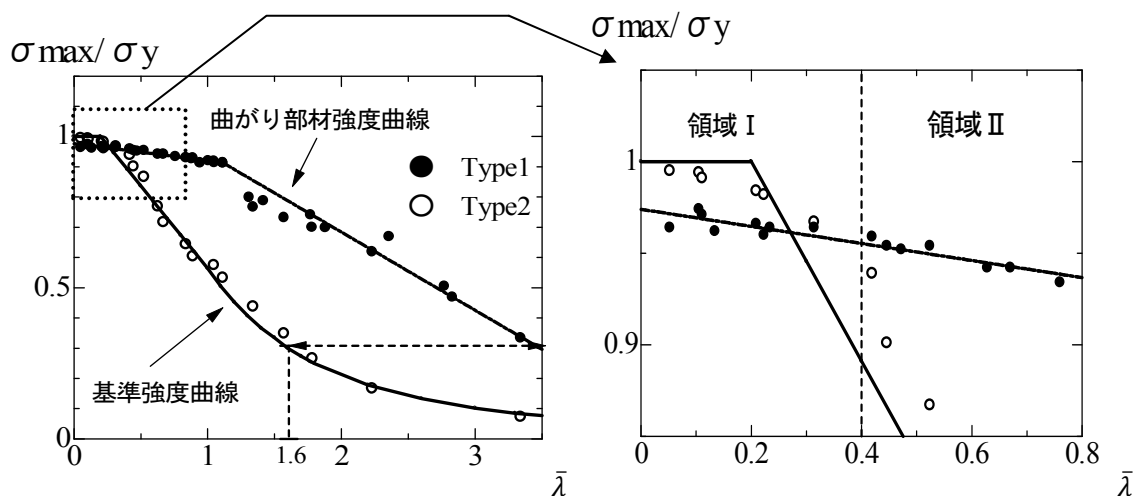 σmax/σy
1
0.5
0
1
1.6
2
3
λ̄
曲がり部材強度曲線
● Type1
○ Type2
基準強度曲線
σmax/σy
領域Ⅰ
領域Ⅱ
1
0.9
0
0.2
0.4
0.6
0.8
λ̄